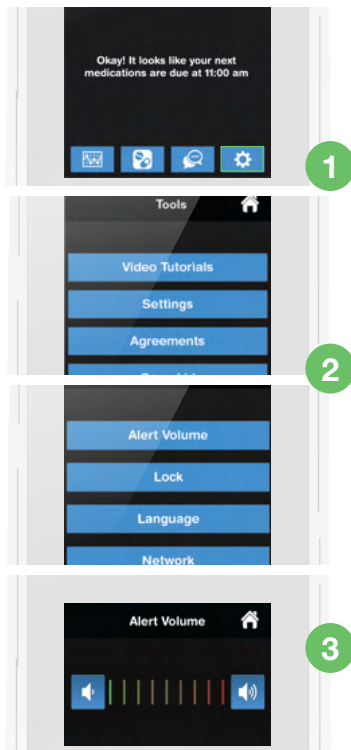 Okay! It looks like your next
medications are due at 11:00 am
1
Tools
Video Tutorials
Settings
Agreements
2
Alert Volume
Lock
Language
Network
Alert Volume
3